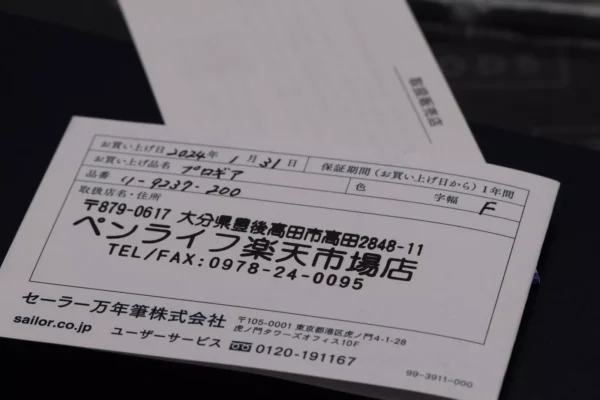 取扱販売店
お買い上げ日 2024年 1月 31日 保証期間(お買い上げ日から)1年間
お買い上げ品名 プロギア 色 字幅 F
品番 11-9237-200
取扱店名・住所
〒879-0617 大分県豊後高田市高田2848-11
ペンライフ楽天市場店
TEL/FAX:0978-24-0095
セーラー万年筆株式会社 〒105-0001 東京都港区虎ノ門4-1-28
虎ノ門タワーズオフィス10F
sailor.co.jp ユーザーサービス 0120-191167
99-3911-000